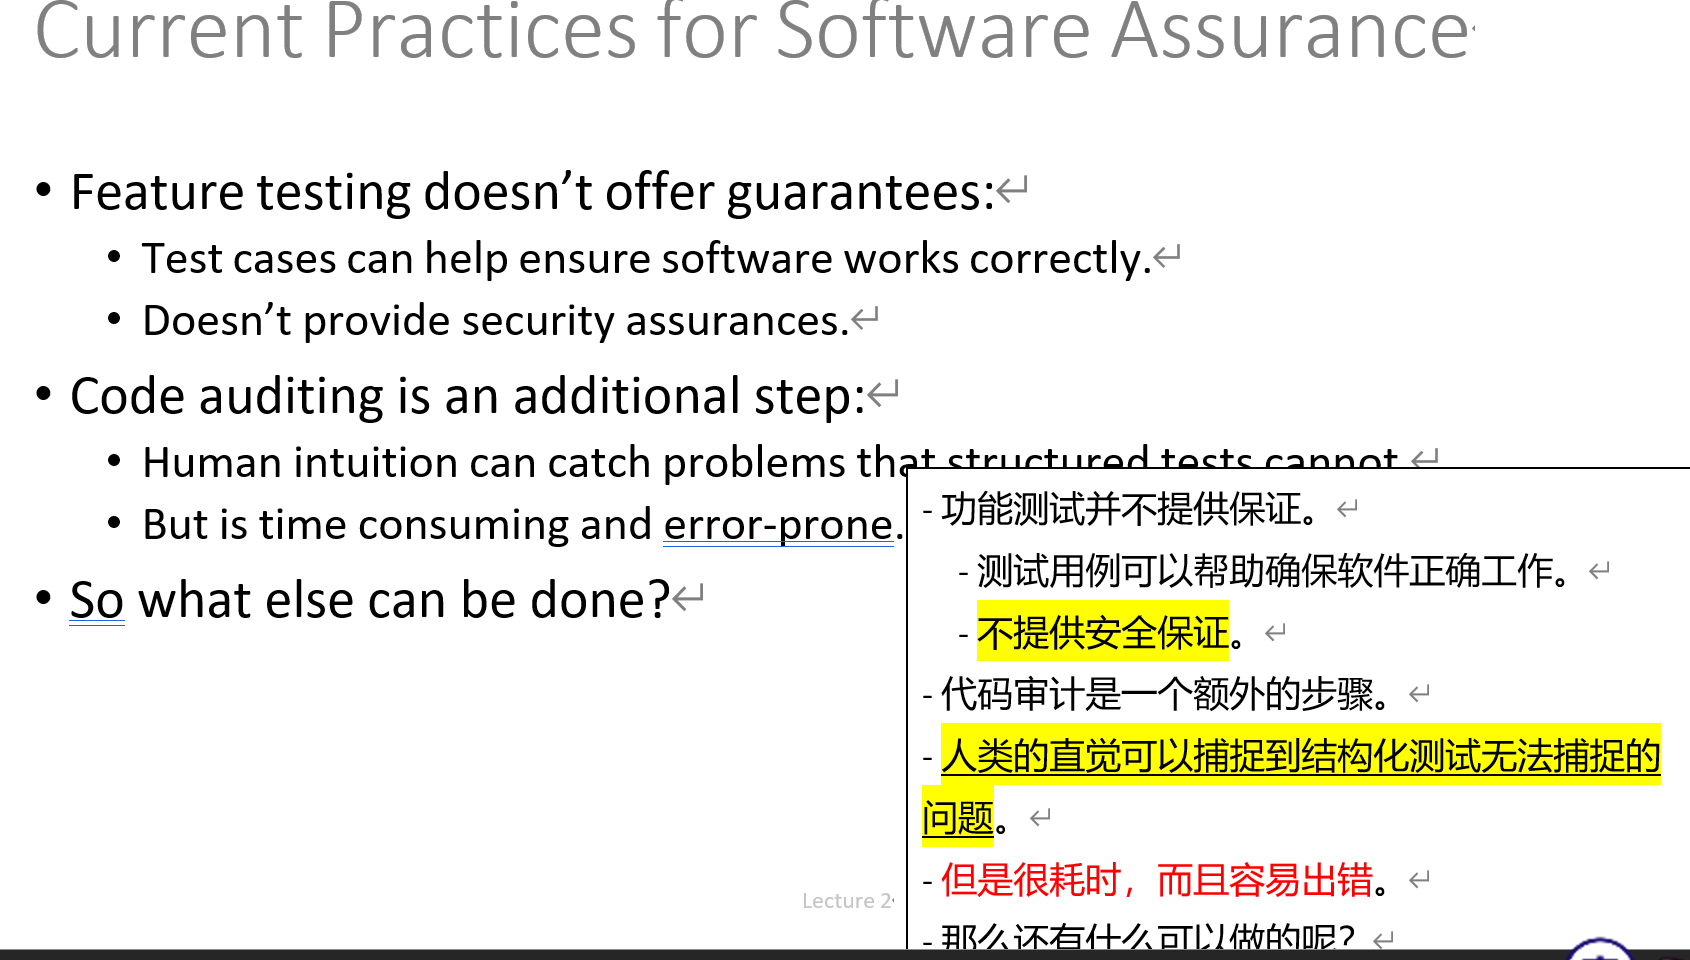 Current Practices for Software Assurance
• Feature testing doesn’t offer guarantees:
• Test cases can help ensure software works correctly.
• Doesn’t provide security assurances.
• Code auditing is an additional step:
• Human intuition can catch problems that structured tests cannot
• But is time consuming and error-prone.
• So what else can be done?
- 功能测试并不提供保证。
- 测试用例可以帮助确保软件正确工作。
- 不提供安全保证。
- 代码审计是一个额外的步骤。
- 人类的直觉可以捕捉到结构化测试无法捕捉的
问题。
- 但是很耗时，而且容易出错。
- 那么还有什么可以做的呢？
Lecture 2